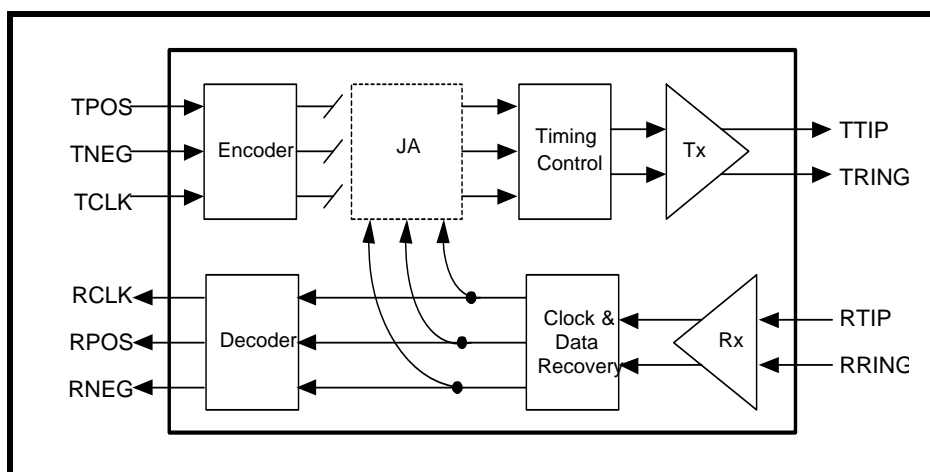 TPOS
TNEG
TCLK
Encoder
JA
Timing
Control
Tx
TTIP
TRING
RCLK
RPOS
RNEG
Decoder
Clock &
Data
Recovery
Rx
RTIP
RRING